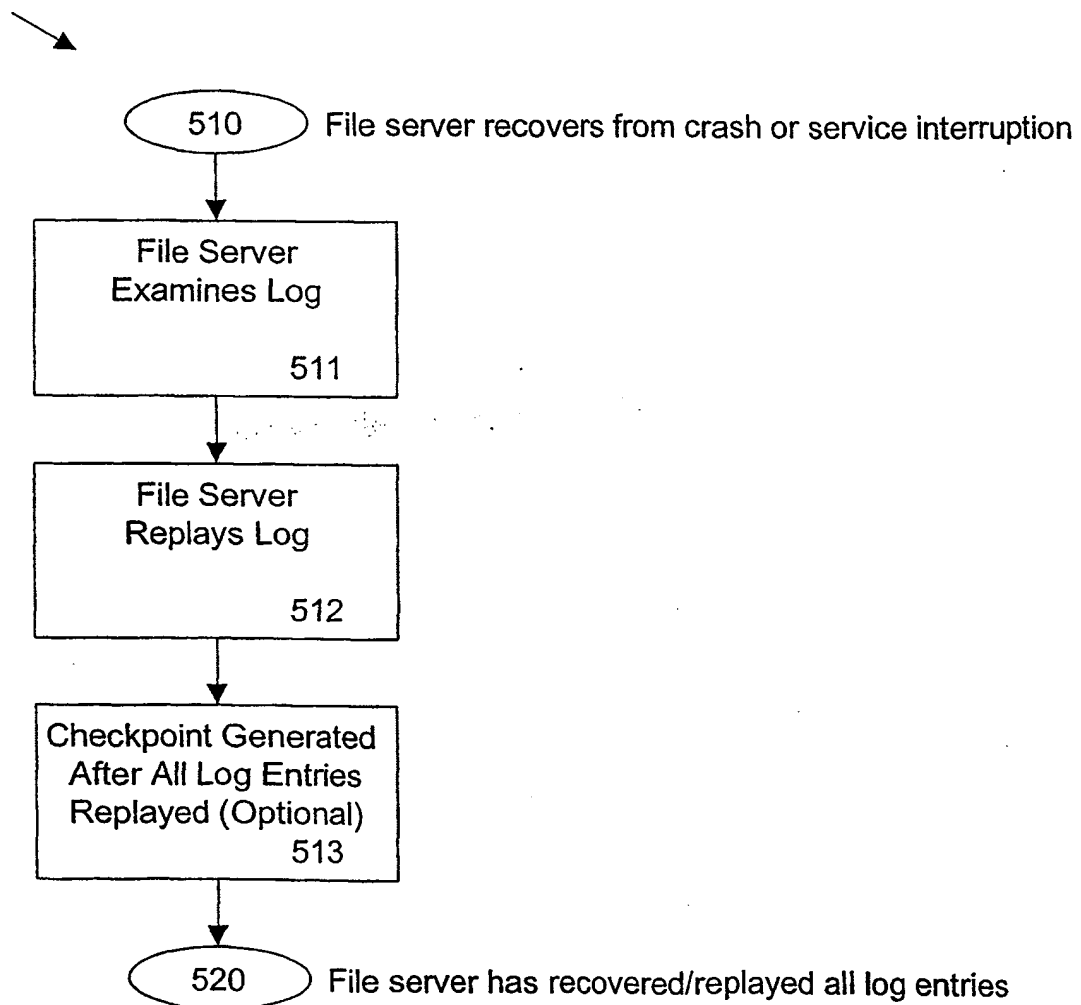 510 File server recovers from crash or service interruption
File Server
Examines Log
511
File Server
Replays Log
512
Checkpoint Generated
After All Log Entries
Replayed (Optional)
513
520 File server has recovered/replayed all log entries